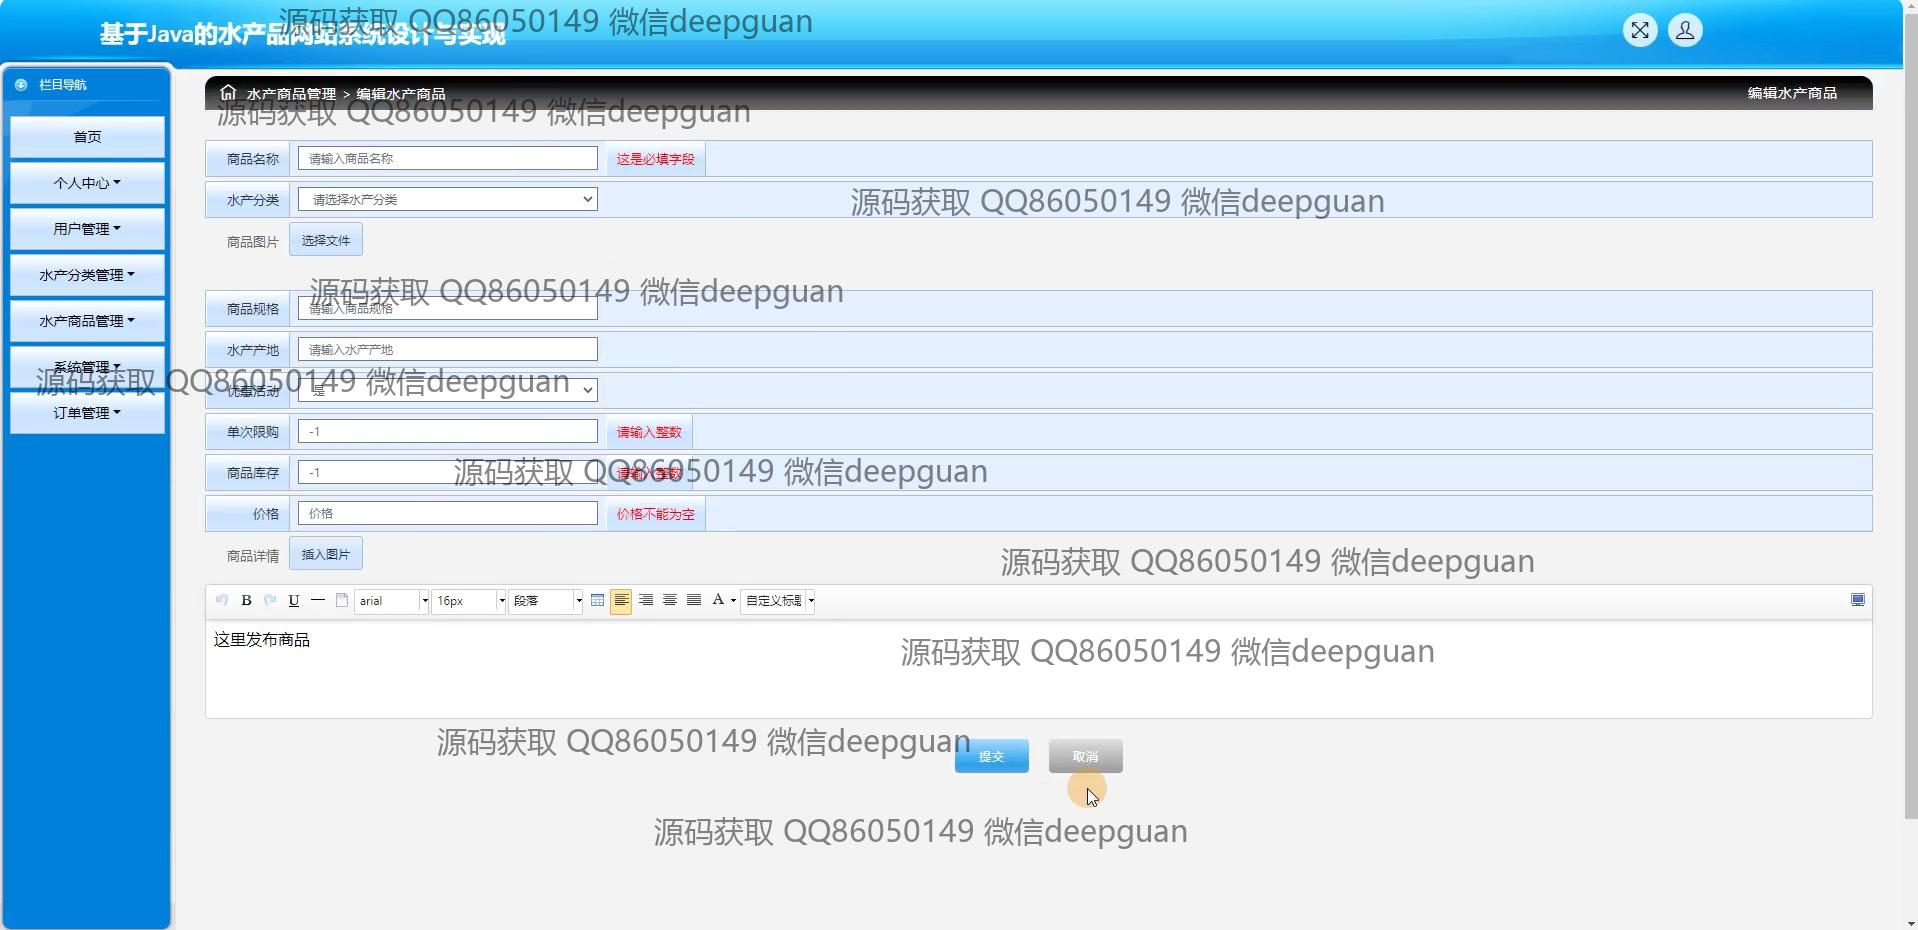 基于Java的水产品网站系统设计与实现
源码获取 QQ86050149 微信deepguan
栏目导航
首页
个人中心
用户管理
水产分类管理
水产商品管理
系统管理
订单管理
水产商品管理 > 编辑水产商品
编辑水产商品
源码获取 QQ86050149 微信deepguan
商品名称 请输入商品名称 这是必填字段
水产分类 请选择水产分类
源码获取 QQ86050149 微信deepguan
商品图片 选择文件
源码获取 QQ86050149 微信deepguan
商品规格 请输入商品规格
水产产地 请输入水产产地
源码获取 QQ86050149 微信deepguan
优惠活动 是
单次限购 -1 请输入整数
商品库存 -1 请输入整数
源码获取 QQ86050149 微信deepguan
价格 价格 价格不能为空
商品详情 插入图片
源码获取 QQ86050149 微信deepguan
B U arial 16px 段落 A 自定义标题
这里发布商品
源码获取 QQ86050149 微信deepguan
源码获取 QQ86050149 微信deepguan
提交 取消
源码获取 QQ86050149 微信deepguan